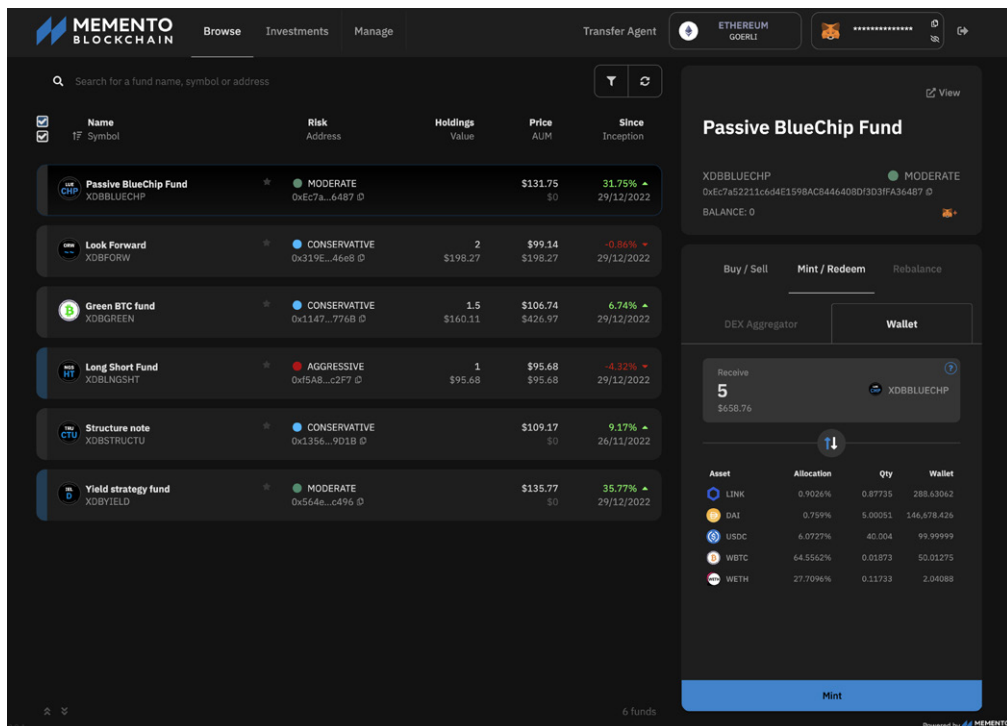 MEMENTO
BLOCKCHAIN
Browse
Investments
Manage
Transfer Agent
ETHEREUM
GOERLI
**************
Search for a fund name, symbol or address
Name Risk Holdings Price Since
Symbol Address Value AUM Inception
Passive BlueChip Fund MODERATE $131.75 31.75%
XDBBLUECHP 0xEc7a...6487 $0 29/12/2022
Look Forward CONSERVATIVE 2 $99.14 -0.86%
XDBFORW 0x319E...46e8 $198.27 $198.27 29/12/2022
Green BTC fund CONSERVATIVE 1.5 $106.74 6.74%
XDBGREEN 0x1147...776B $160.11 $426.97 29/12/2022
Long Short Fund AGGRESSIVE 1 $95.68 -4.32%
XDBLNGSHT 0xf5A8...c2F7 $95.68 $95.68 29/12/2022
Structure note CONSERVATIVE $109.17 9.17%
XDBSTRUCTU 0x1356...9D1B $0 26/11/2022
Yield strategy fund MODERATE $135.77 35.77%
XDBYIELD 0x564e...c496 $0 29/12/2022
6 funds
View
Passive BlueChip Fund
XDBBLUECHP MODERATE
0xEc7a52211c6d4E1598AC8446408Df3D3fFA36487
BALANCE: 0
Buy / Sell Mint / Redeem Rebalance
DEX Aggregator Wallet
Receive
5 XDBBLUECHP
$658.76
Asset Allocation Qty Wallet
LINK 0.9026% 0.87735 288.63062
DAI 0.759% 5.00051 146,678.426
USDC 6.0727% 40.004 99.99999
WBTC 64.5562% 0.01873 50.01275
WETH 27.7096% 0.11733 2.04088
Mint
Powered by MEMENTO